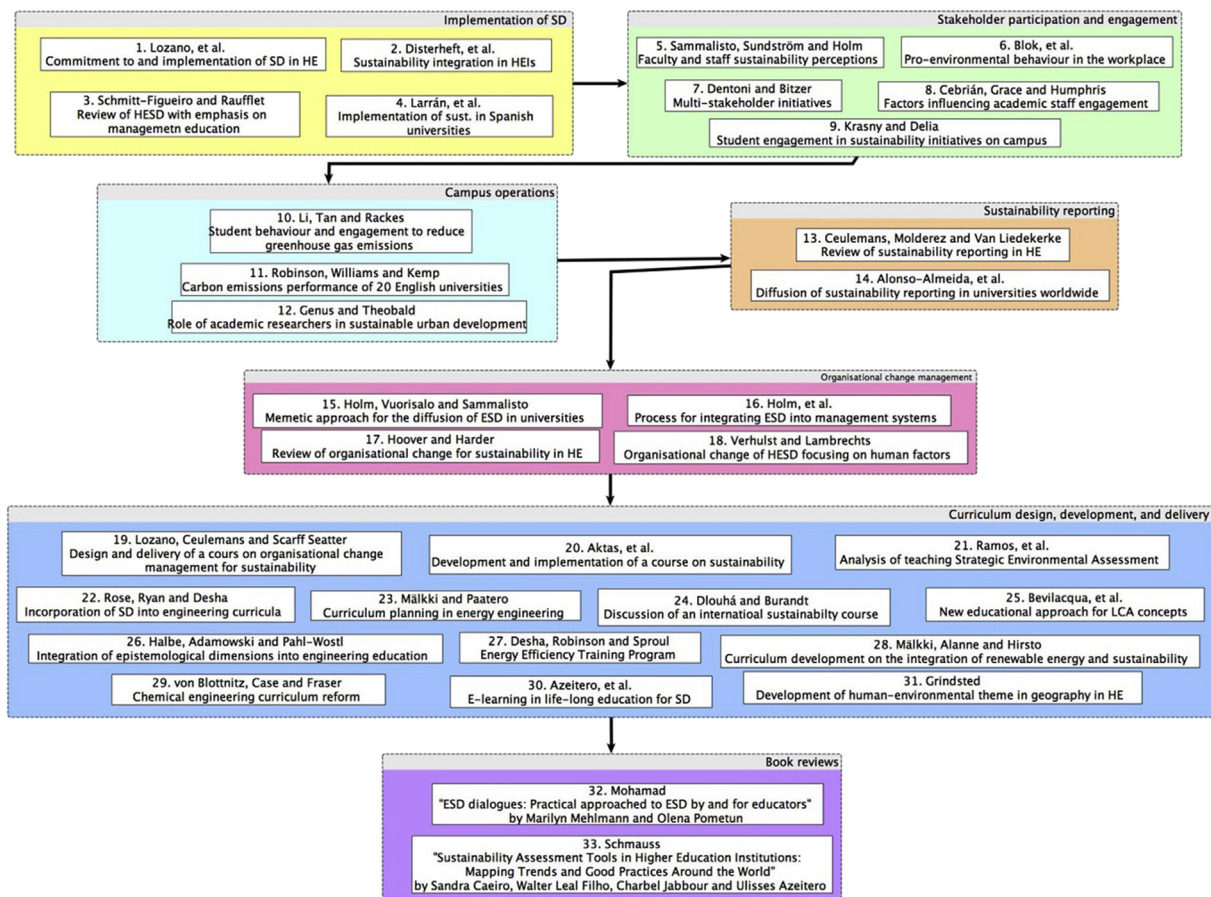 Implementation of SD
1. Lozano, et al.
Commitment to and implementation of SD in HE
2. Disterheft, et al.
Sustainability integration in HEIs
3. Schmitt-Figueiro and Raufflet
Review of HESD with emphasis on
managemetn education
4. Larrán, et al.
Implementation of sust. in Spanish
universities
Stakeholder participation and engagement
5. Sammalisto, Sundström and Holm
Faculty and staff sustainability perceptions
6. Blok, et al.
Pro-environmental behaviour in the workplace
7. Dentoni and Bitzer
Multi-stakeholder initiatives
8. Cebrián, Grace and Humphris
Factors influencing academic staff engagement
9. Krasny and Delia
Student engagement in sustainability initiatives on campus
Campus operations
10. Li, Tan and Rackes
Student behaviour and engagement to reduce
greenhouse gas emissions
11. Robinson, Williams and Kemp
Carbon emissions performance of 20 English universities
12. Genus and Theobald
Role of academic researchers in sustainable urban development
Sustainability reporting
13. Ceulemans, Molderez and Van Liedekerke
Review of sustainability reporting in HE
14. Alonso-Almeida, et al.
Diffusion of sustainability reporting in universities worldwide
Organisational change management
15. Holm, Vuorisalo and Sammalisto
Memetic approach for the diffusion of ESD in universities
16. Holm, et al.
Process for integrating ESD into management systems
17. Hoover and Harder
Review of organisational change for sustainability in HE
18. Verhulst and Lambrechts
Organisational change of HESD focusing on human factors
Curriculum design, development, and delivery
19. Lozano, Ceulemans and Scarff Seatter
Design and delivery of a cours on organisational change
management for sustainability
20. Aktas, et al.
Development and implementation of a course on sustainability
21. Ramos, et al.
Analysis of teaching Strategic Environmental Assessment
22. Rose, Ryan and Desha
Incorporation of SD into engineering curricula
23. Mälkki and Paatero
Curriculum planning in energy engineering
24. Dlouhá and Burandt
Discussion of an internatioal sustainabilty course
25. Bevilacqua, et al.
New educational approach for LCA concepts
26. Halbe, Adamowski and Pahl-Wostl
Integration of epistemological dimensions into engineering education
27. Desha, Robinson and Sproul
Energy Efficiency Training Program
28. Mälkki, Alanne and Hirsto
Curriculum development on the integration of renewable energy and sustainability
29. von Blottnitz, Case and Fraser
Chemical engineering curriculum reform
30. Azeitero, et al.
E-learning in life-long education for SD
31. Grindsted
Development of human-environmental theme in geography in HE
Book reviews
32. Mohamad
"ESD dialogues: Practical approached to ESD by and for educators"
by Marilyn Mehlmann and Olena Pometun
33. Schmauss
"Sustainability Assessment Tools in Higher Education Institutions:
Mapping Trends and Good Practices Around the World"
by Sandra Caeiro, Walter Leal Filho, Charbel Jabbour and Ulisses Azeitero